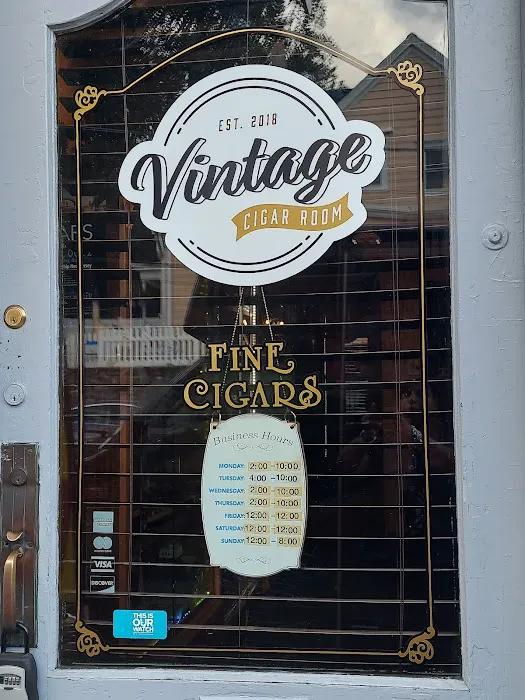 EST. 2018
Vintage
CIGAR ROOM
FINE
CIGARS
Business Hours
MONDAY: 2:00 - 10:00
TUESDAY: 4:00 - 10:00
WEDNESDAY: 2:00 - 10:00
THURSDAY: 2:00 - 10:00
FRIDAY: 12:00 - 12:00
SATURDAY: 12:00 - 12:00
SUNDAY: 12:00 - 8:00
VISA
DISCOVER
THIS IS
OUR
WATCH